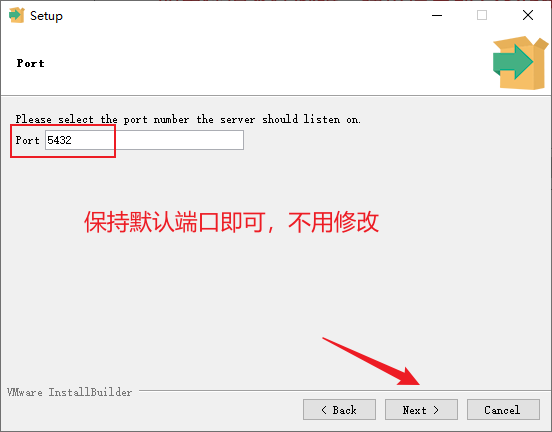 Setup
Port
Please select the port number the server should listen on.
Port 5432
保持默认端口即可，不用修改
VMware InstallBuilder
< Back
Next >
Cancel